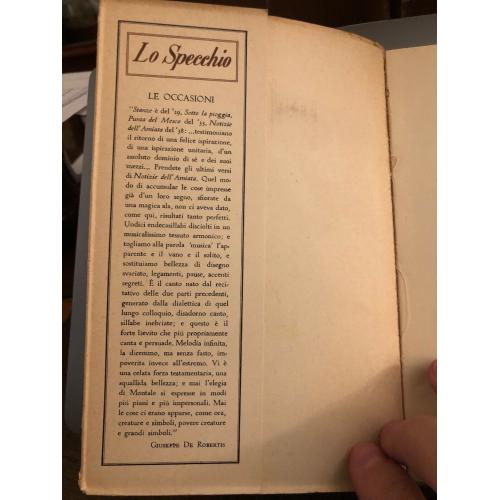 Lo Specchio
LE OCCASIONI
"Stanze è del '29, Sotto la pioggia,
Punta del Mesco del '33, Notizie
dell'Amiata del '38: ...testimoniano
il ritorno di una felice ispirazione,
di una ispirazione unitaria, d'un
assoluto dominio di sé e dei suoi
mezzi... Prendete gli ultimi versi
di Notizie dell'Amiata. Quel mo-
do di accumular le cose impresse
già d'un loro segno, sfiorate da
una magica ala, non ci aveva dato,
come qui, risultati tanto perfetti.
Undici endecasillabi disciolti in un
musicalissimo tessuto armonico; e
togliamo alla parola 'musica' l'ap-
parente e il vano e il solito, e
sostituiamo bellezza di disegno
svariato, legamenti, pause, accenti
segreti. È il canto nato dal reci-
tativo delle due parti precedenti,
generato dalla dialettica di quel
lungo colloquio, disadorno canto,
sillabe inebriate; e questo è il
forte lievito che più propriamente
canta e persuade. Melodia infinita,
la diremmo, ma senza fasto, im-
poverita invece all'estremo. Vi è
una celata forza testamentaria, una
squallida bellezza; e mai l'elegia
di Montale si espresse in modi
più piani e più impersonali. Mai
le cose ci erano apparse, come ora,
creature e simboli, povere creature
e grandi simboli."
GIUSEPPE DE ROBERTIS